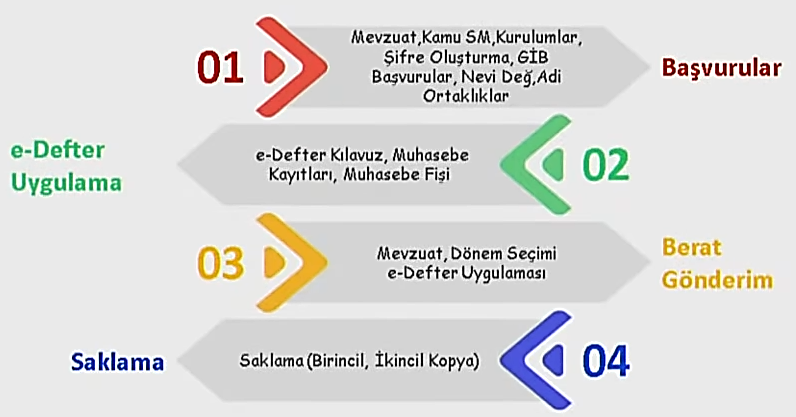 01
Mevzuat,Kamu SM,Kurulumlar,
Şifre Oluşturma, GİB
Başvurular, Nevi Değ,Adi
Ortaklıklar
Başvurular
e-Defter
Uygulama
e-Defter Kılavuz, Muhasebe
Kayıtları, Muhasebe Fişi
02
03
Mevzuat, Dönem Seçimi
e-Defter Uygulaması
Berat
Gönderim
Saklama
Saklama (Birincil, İkincil Kopya)
04